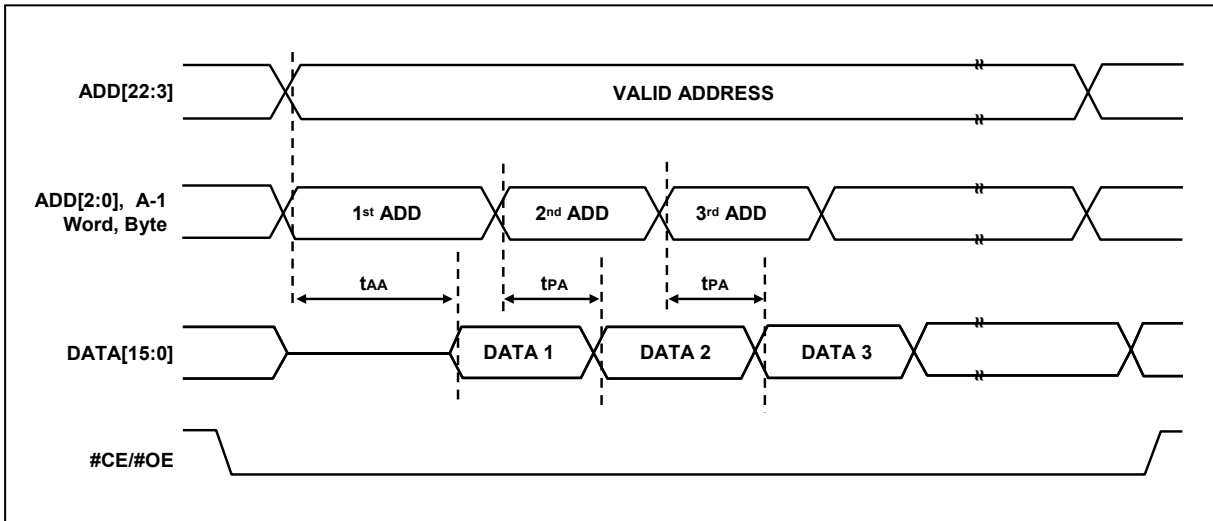 ADD[22:3]
VALID ADDRESS
ADD[2:0], A-1
Word, Byte
1st ADD
2nd ADD
3rd ADD
tAA
tPA
tPA
DATA[15:0]
DATA 1
DATA 2
DATA 3
#CE/#OE